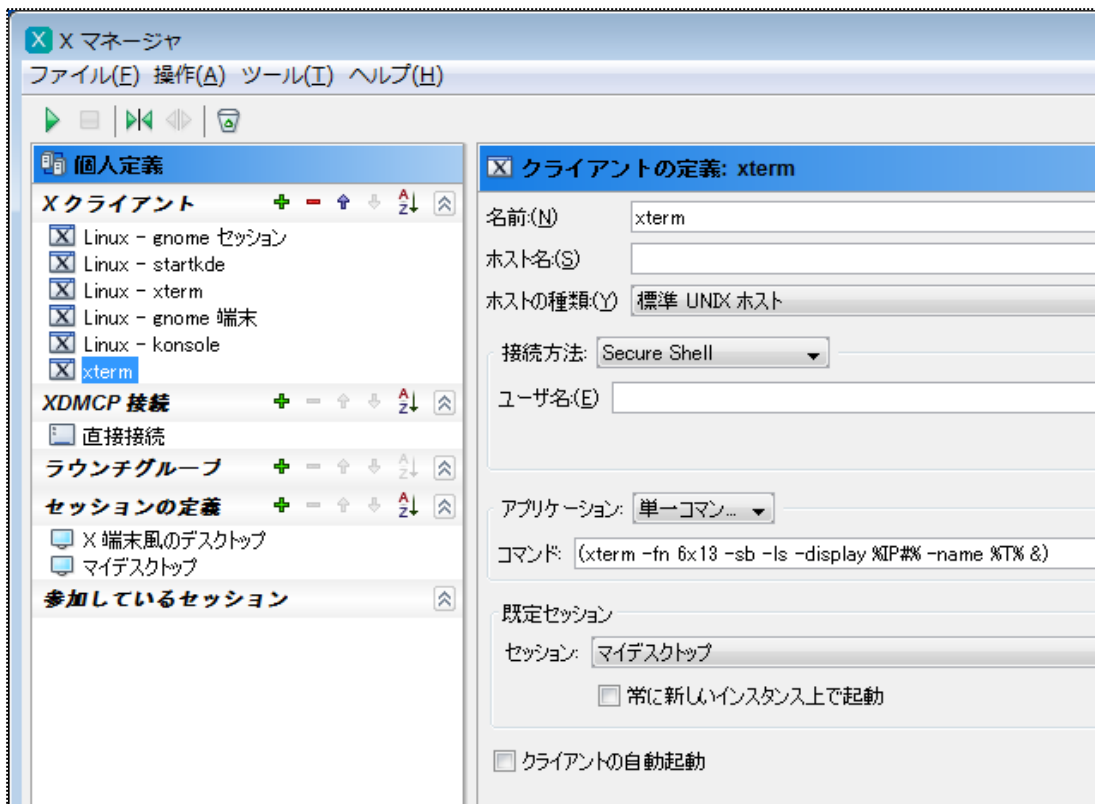 X マネージャ
ファイル(F) 操作(A) ツール(T) ヘルプ(H)
個人定義
X クライアント
Linux - gnome セッション
Linux - startkde
Linux - xterm
Linux - gnome 端末
Linux - konsole
xterm
XDMCP 接続
直接接続
ラウンチグループ
セッションの定義
X 端末風のデスクトップ
マイデスクトップ
参加しているセッション
クライアントの定義: xterm
名前:(N) xterm
ホスト名:(S)
ホストの種類:(Y) 標準 UNIX ホスト
接続方法: Secure Shell
ユーザ名:(E)
アプリケーション: 単一コマン...
コマンド: (xterm -fn 6x13 -sb -ls -display %IP#% -name %T% &)
既定セッション
セッション: マイデスクトップ
常に新しいインスタンス上で起動
クライアントの自動起動